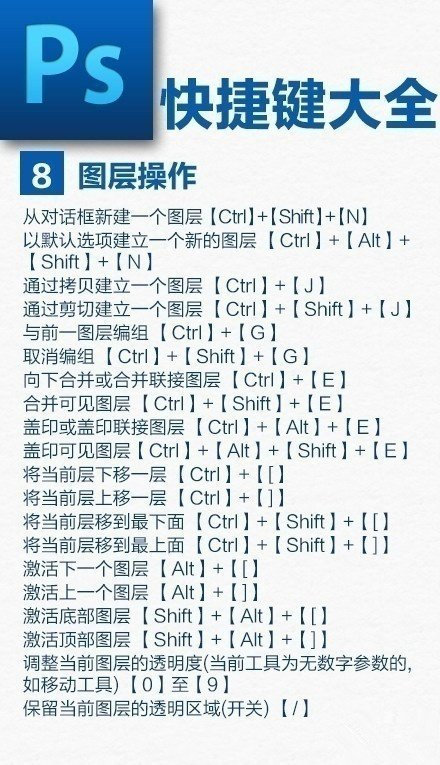 Ps
快捷键大全
8 图层操作
从对话框新建一个图层【Ctrl】+【Shift】+【N】
以默认选项建立一个新的图层【Ctrl】+【Alt】+
【Shift】+【N】
通过拷贝建立一个图层【Ctrl】+【J】
通过剪切建立一个图层【Ctrl】+【Shift】+【J】
与前一图层编组【Ctrl】+【G】
取消编组【Ctrl】+【Shift】+【G】
向下合并或合并联接图层【Ctrl】+【E】
合并可见图层【Ctrl】+【Shift】+【E】
盖印或盖印联接图层【Ctrl】+【Alt】+【E】
盖印可见图层【Ctrl】+【Alt】+【Shift】+【E】
将当前层下移一层【Ctrl】+【[】
将当前层上移一层【Ctrl】+【]】
将当前层移到最下面【Ctrl】+【Shift】+【[】
将当前层移到最上面【Ctrl】+【Shift】+【]】
激活下一个图层【Alt】+【[】
激活上一个图层【Alt】+【]】
激活底部图层【Shift】+【Alt】+【[】
激活顶部图层【Shift】+【Alt】+【]】
调整当前图层的透明度(当前工具为无数字参数的,
如移动工具)【0】至【9】
保留当前图层的透明区域(开关)【/】